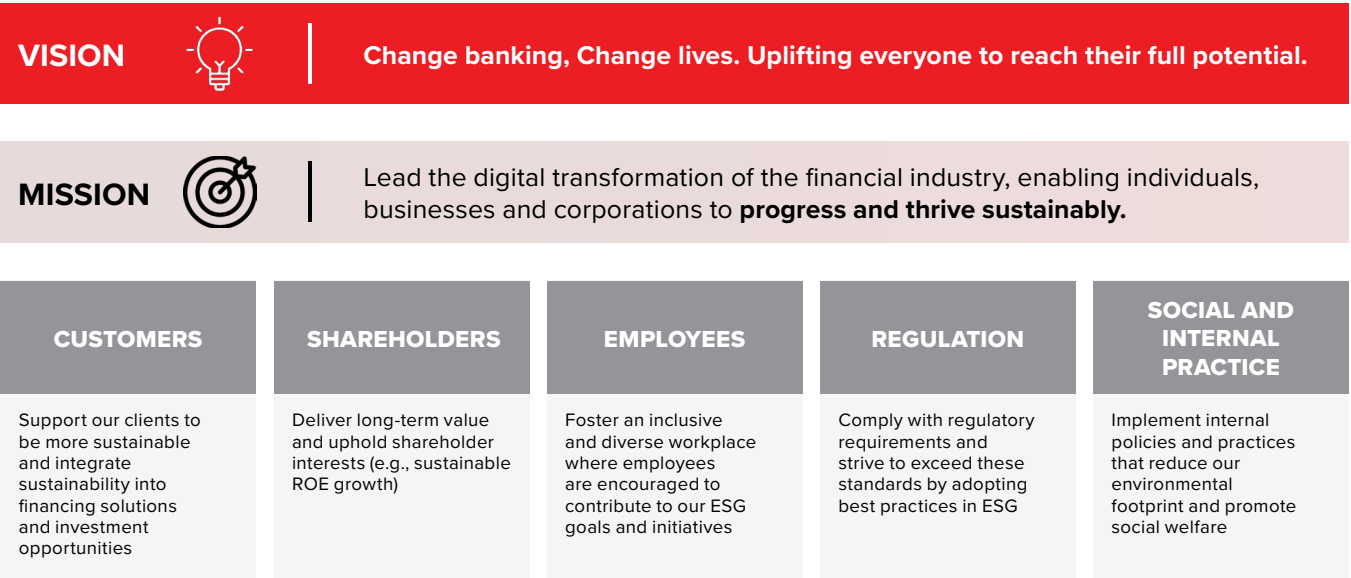 VISION
Change banking, Change lives. Uplifting everyone to reach their full potential.
MISSION
Lead the digital transformation of the financial industry, enabling individuals,
businesses and corporations to progress and thrive sustainably.
CUSTOMERS
Support our clients to
be more sustainable
and integrate
sustainability into
financing solutions
and investment
opportunities
SHAREHOLDERS
Deliver long-term value
and uphold shareholder
interests (e.g., sustainable
ROE growth)
EMPLOYEES
Foster an inclusive
and diverse workplace
where employees
are encouraged to
contribute to our ESG
goals and initiatives
REGULATION
Comply with regulatory
requirements and
strive to exceed these
standards by adopting
best practices in ESG
SOCIAL AND
INTERNAL
PRACTICE
Implement internal
policies and practices
that reduce our
environmental
footprint and promote
social welfare